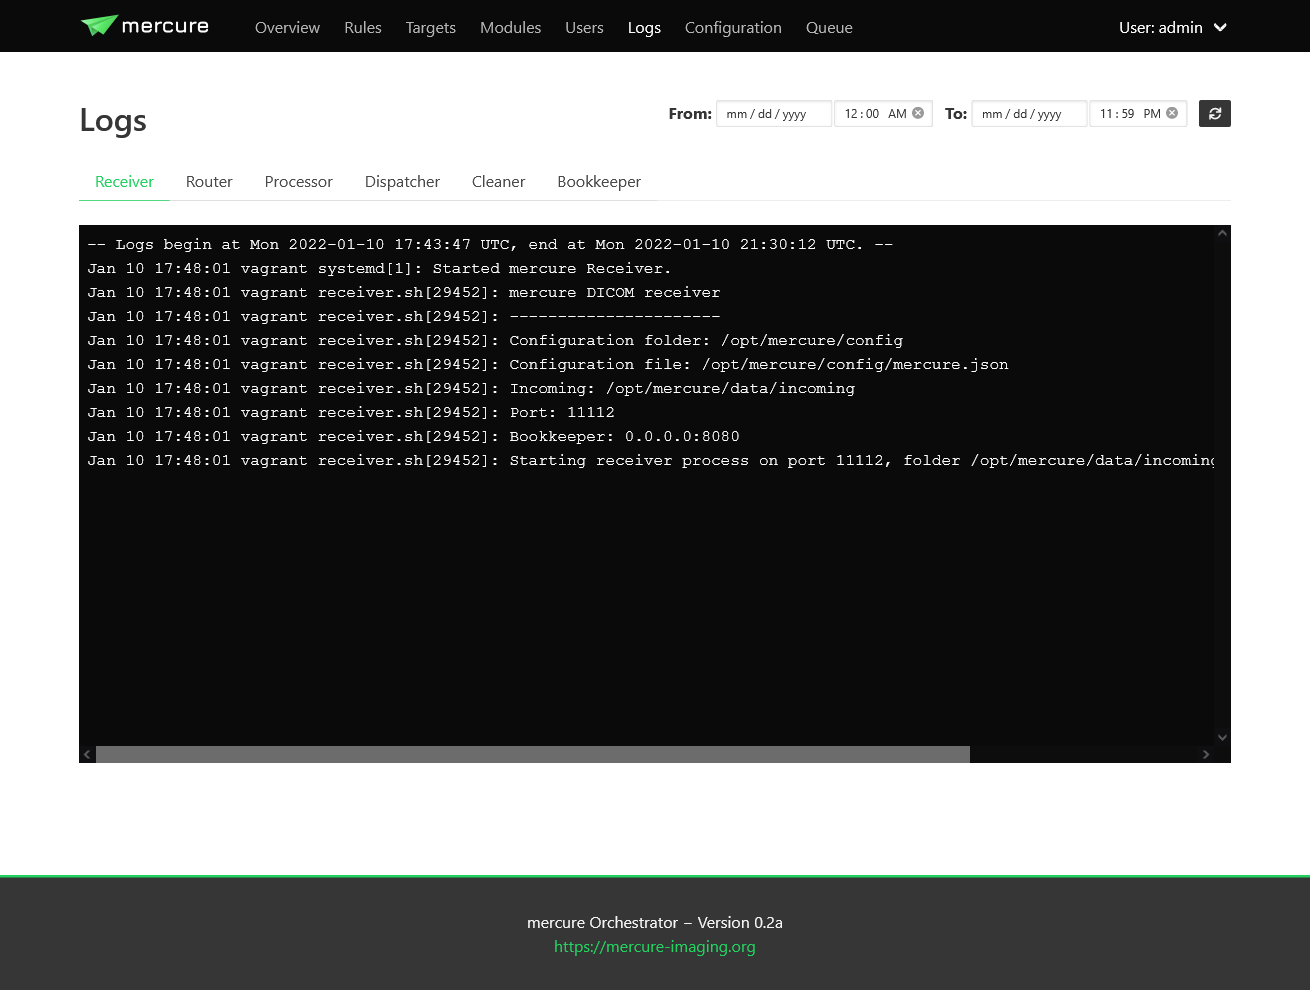 mercure Overview Rules Targets Modules Users Logs Configuration Queue User: admin
Logs From: mm / dd / yyyy 12 : 00 AM To: mm / dd / yyyy 11 : 59 PM
Receiver Router Processor Dispatcher Cleaner Bookkeeper
-- Logs begin at Mon 2022-01-10 17:43:47 UTC, end at Mon 2022-01-10 21:30:12 UTC. --
Jan 10 17:48:01 vagrant systemd[1]: Started mercure Receiver.
Jan 10 17:48:01 vagrant receiver.sh[29452]: mercure DICOM receiver
Jan 10 17:48:01 vagrant receiver.sh[29452]: ----------------------
Jan 10 17:48:01 vagrant receiver.sh[29452]: Configuration folder: /opt/mercure/config
Jan 10 17:48:01 vagrant receiver.sh[29452]: Configuration file: /opt/mercure/config/mercure.json
Jan 10 17:48:01 vagrant receiver.sh[29452]: Incoming: /opt/mercure/data/incoming
Jan 10 17:48:01 vagrant receiver.sh[29452]: Port: 11112
Jan 10 17:48:01 vagrant receiver.sh[29452]: Bookkeeper: 0.0.0.0:8080
Jan 10 17:48:01 vagrant receiver.sh[29452]: Starting receiver process on port 11112, folder /opt/mercure/data/incoming
mercure Orchestrator – Version 0.2a
https://mercure-imaging.org